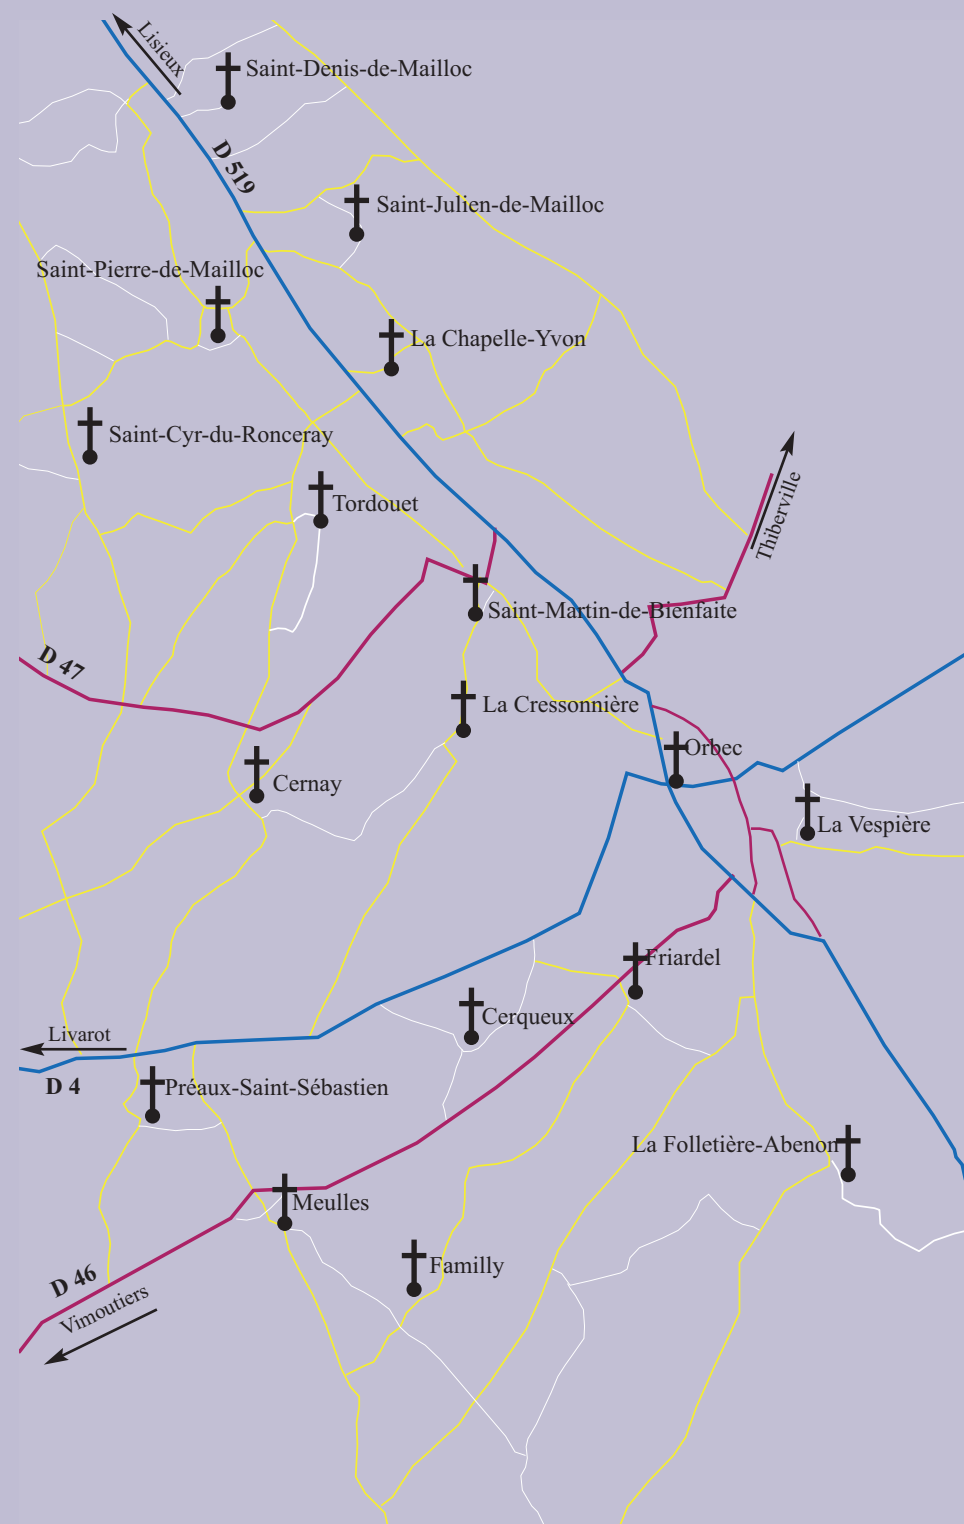 Lisieux
Saint-Denis-de-Mailloc
D 519
Saint-Julien-de-Mailloc
Saint-Pierre-de-Mailloc
La Chapelle-Yvon
Saint-Cyr-du-Ronceray
Tordouet
Thiberville
Saint-Martin-de-Bienfaite
D 47
La Cressonnière
Orbec
Cernay
La Vespière
Friardel
Cerqueux
Livarot
D 4
Préaux-Saint-Sébastien
La Folletière-Abenon
Meulles
Familly
D 46
Vimoutiers